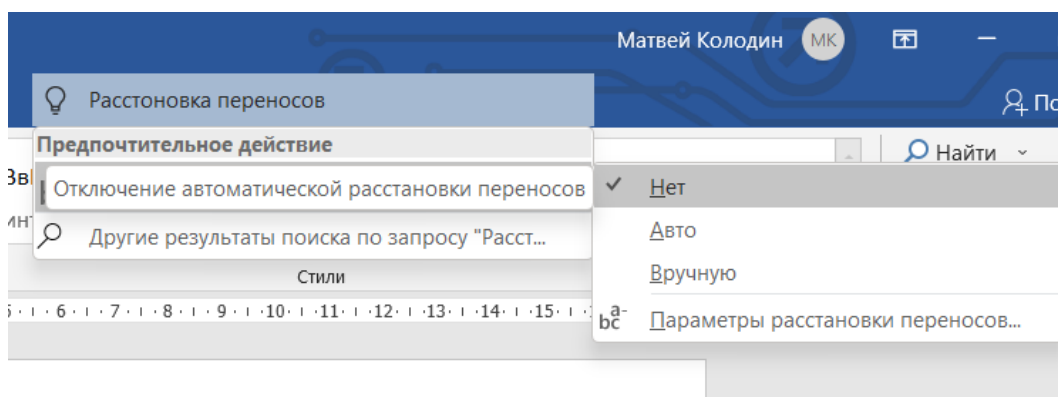 Матвей Колодин МК
Расстоновка переносов
По
Предпочтительное действие
Найти
Отключение автоматической расстановки переносов
Нет
Другие результаты поиска по запросу "Расст...
Авто
Стили
Вручную
6 7 8 9 10 11 12 13 14 15
Параметры расстановки переносов...